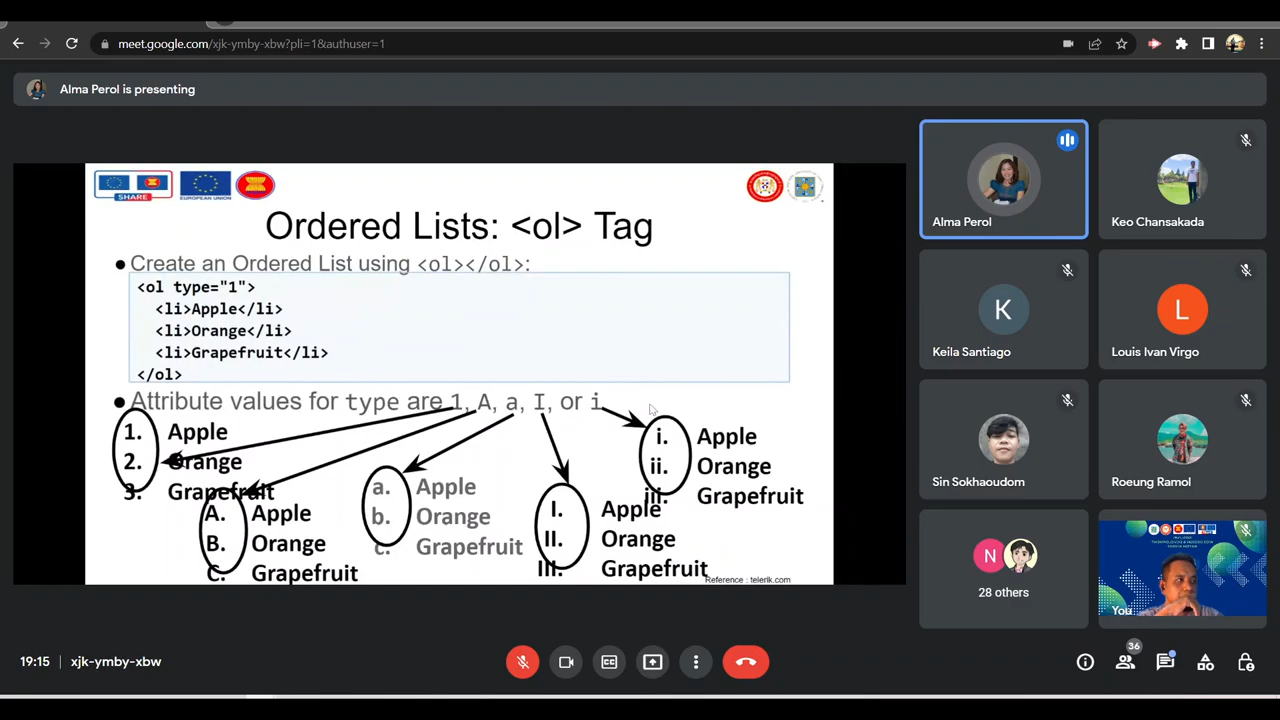 meet.google.com/xjk-ymby-xbw?pli=1&authuser=1
Alma Perol is presenting
SHARE
EUROPEAN UNION
Ordered Lists: <ol> Tag
● Create an Ordered List using <ol></ol>:
<ol type="1">
<li>Apple</li>
<li>Orange</li>
<li>Grapefruit</li>
</ol>
● Attribute values for type are 1, A, a, I, or i
1. Apple
2. Orange
3. Grapefruit
A. Apple
B. Orange
C. Grapefruit
a. Apple
b. Orange
c. Grapefruit
I. Apple
II. Orange
III. Grapefruit
i. Apple
ii. Orange
iii. Grapefruit
Reference : telerik.com
Alma Perol
Keo Chansakada
K
Keila Santiago
L
Louis Ivan Virgo
Sin Sokhaoudom
Roeung Ramol
N
28 others
You
19:15 | xjk-ymby-xbw
CC
36